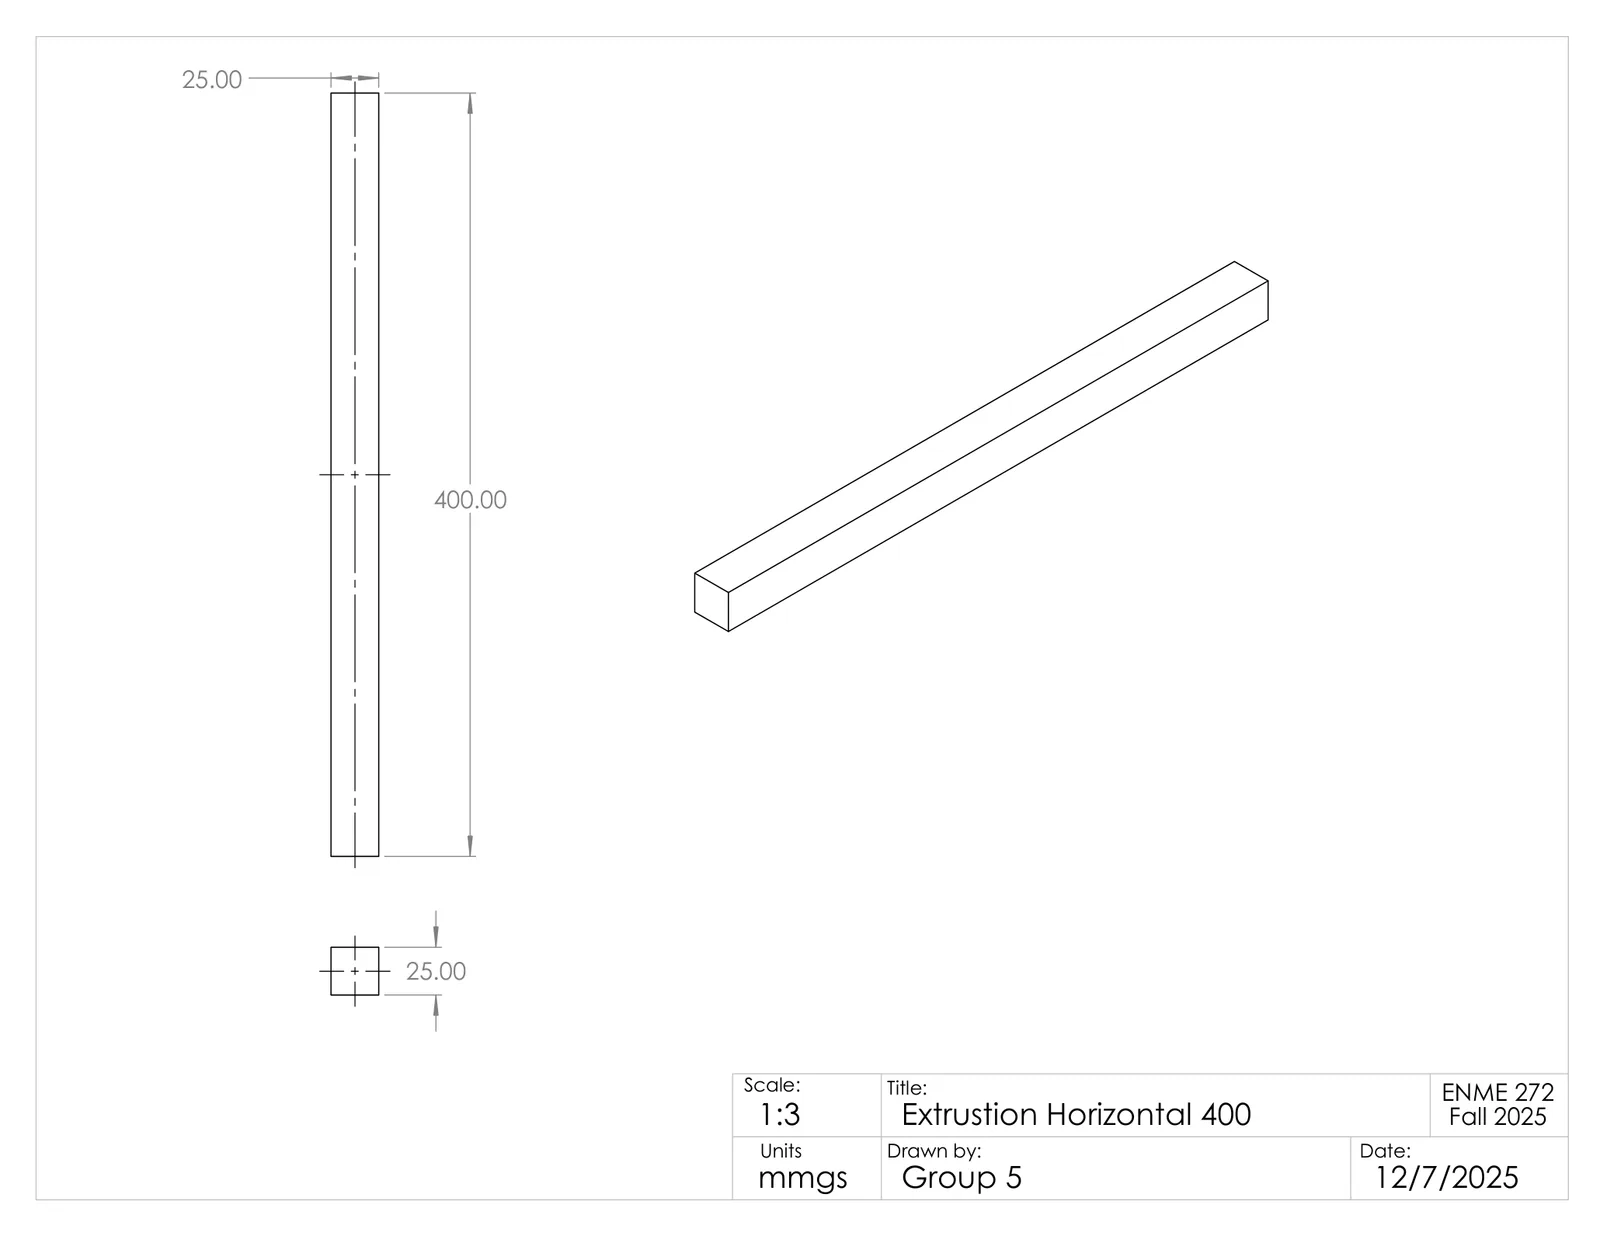 25.00
400.00
25.00
Scale:
1:3
Title:
Extrustion Horizontal 400
ENME 272
Fall 2025
Units
mmgs
Drawn by:
Group 5
Date:
12/7/2025